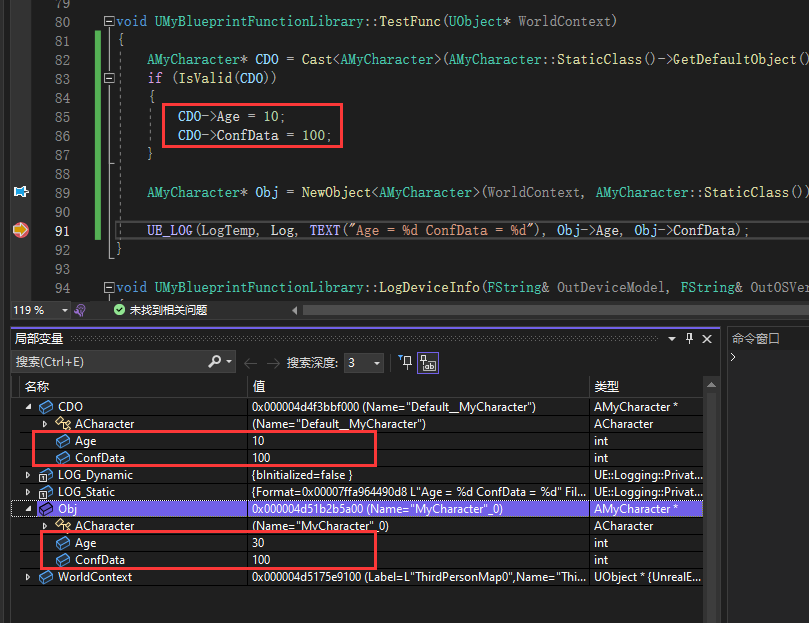 79
80 void UMyBlueprintFunctionLibrary::TestFunc(UObject* WorldContext)
81 {
82 AMyCharacter* CDO = Cast<AMyCharacter>(AMyCharacter::StaticClass()->GetDefaultObject()
83 if (IsValid(CDO))
84 {
85 CDO->Age = 10;
86 CDO->ConfData = 100;
87 }
88
89 AMyCharacter* Obj = NewObject<AMyCharacter>(WorldContext, AMyCharacter::StaticClass())
90
91 UE_LOG(LogTemp, Log, TEXT("Age = %d ConfData = %d"), Obj->Age, Obj->ConfData);
92 }
93
94 void UMyBlueprintFunctionLibrary::LogDeviceInfo(FString& OutDeviceModel, FString& OutOSVer
119 % 未找到相关问题
局部变量 命令窗口
搜索(Ctrl+E) 搜索深度: 3 >
名称 值 类型
CDO 0x000004d4f3bbf000 (Name="Default__MyCharacter") AMyCharacter *
ACharacter (Name="Default__MyCharacter") ACharacter
Age 10 int
ConfData 100 int
LOG_Dynamic {bInitialized=false } UE::Logging::Privat...
LOG_Static {Format=0x00007ffa964490d8 L"Age = %d ConfData = %d" Fil... UE::Logging::Privat...
Obj 0x000004d51b2b5a00 (Name="MyCharacter"_0) AMyCharacter *
ACharacter (Name="MyCharacter"_0) ACharacter
Age 30 int
ConfData 100 int
WorldContext 0x000004d5175e9100 (Label=L"ThirdPersonMap0",Name="Thi... UObject * {UnrealE...